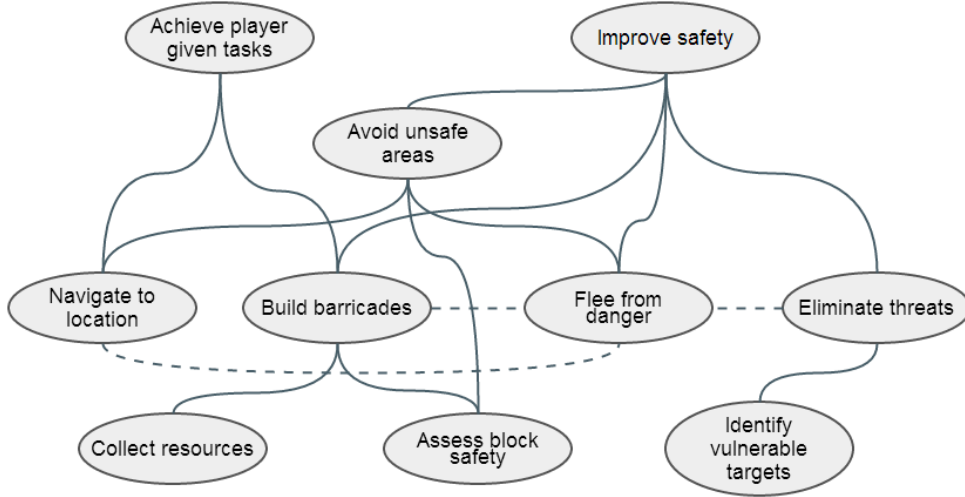 Achieve player
given tasks
Improve safety
Avoid unsafe
areas
Navigate to
location
Build barricades
Flee from
danger
Eliminate threats
Collect resources
Assess block
safety
Identify
vulnerable
targets